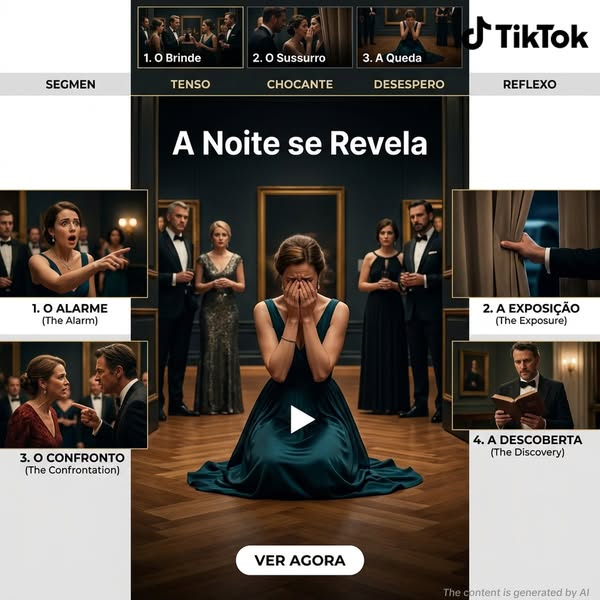 TikTok
1. O Brinde
2. O Sussurro
3. A Queda
SEGMEN
TENSO
CHOCANTE
DESESPERO
REFLEXO
A Noite se Revela
1. O ALARME
(The Alarm)
2. A EXPOSIÇÃO
(The Exposure)
3. O CONFRONTO
(The Confrontation)
4. A DESCOBERTA
(The Discovery)
VER AGORA
The content is generated by AI